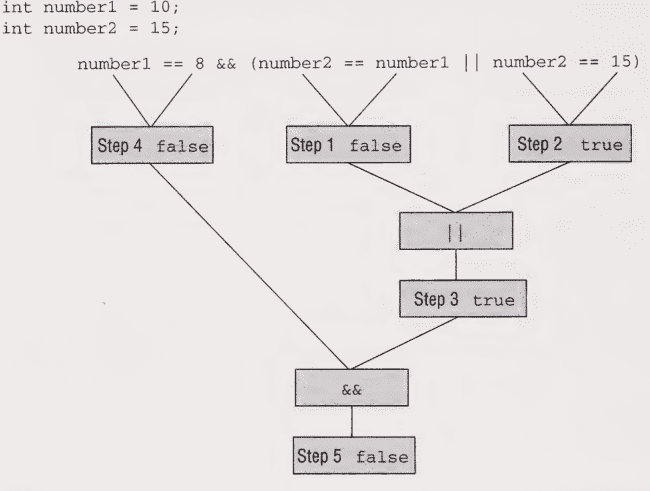 int number1 = 10;
int number2 = 15;
number1 == 8 && (number2 == number1 || number2 == 15)
Step 4 false
Step 1 false
Step 2 true
||
Step 3 true
&&
Step 5 false